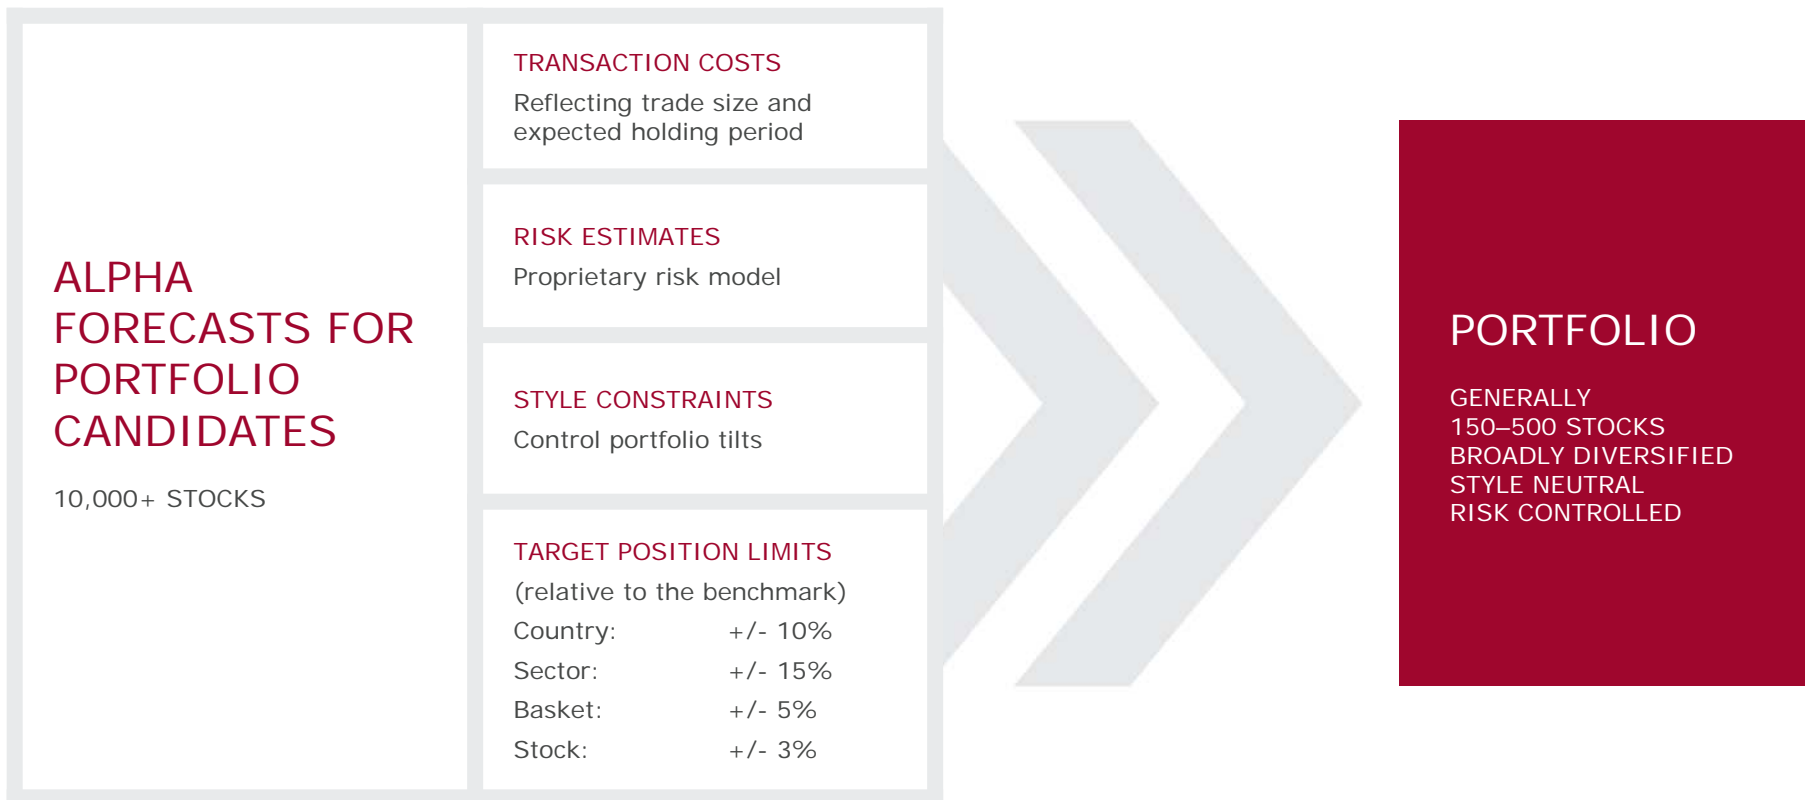 ALPHA
FORECASTS FOR
PORTFOLIO
CANDIDATES
10,000+ STOCKS
TRANSACTION COSTS
Reflecting trade size and
expected holding period
RISK ESTIMATES
Proprietary risk model
STYLE CONSTRAINTS
Control portfolio tilts
TARGET POSITION LIMITS
(relative to the benchmark)
Country: +/- 10%
Sector: +/- 15%
Basket: +/- 5%
Stock: +/- 3%
PORTFOLIO
GENERALLY
150–500 STOCKS
BROADLY DIVERSIFIED
STYLE NEUTRAL
RISK CONTROLLED